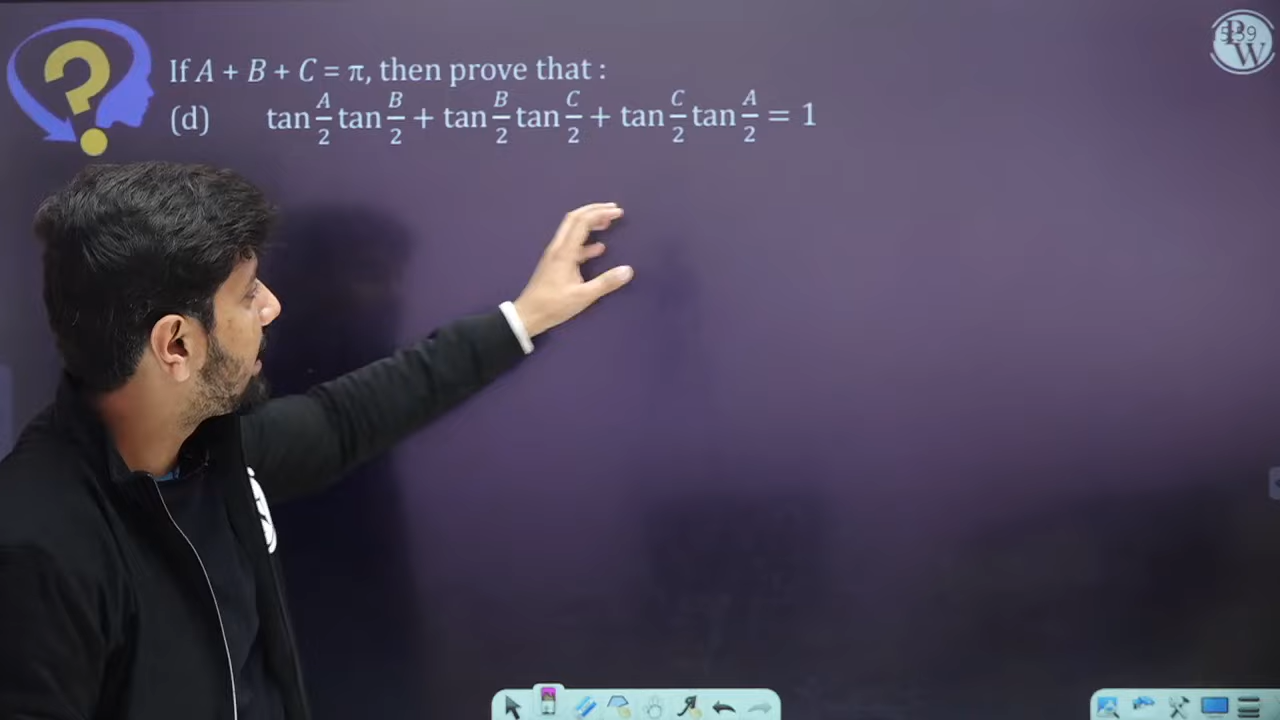 If A + B + C = π, then prove that :
(d) tan A/2 tan B/2 + tan B/2 tan C/2 + tan C/2 tan A/2 = 1
P
W